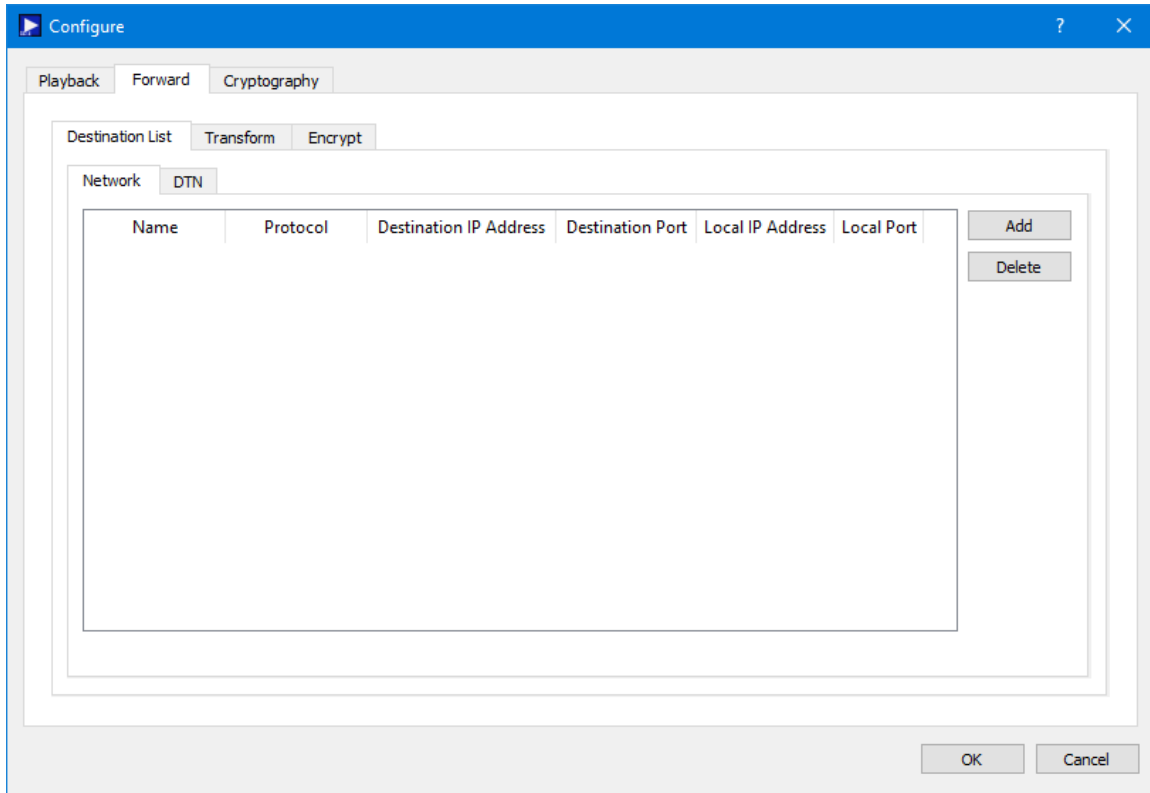 Configure ?
Playback Forward Cryptography
Destination List Transform Encrypt
Network DTN
Name Protocol Destination IP Address Destination Port Local IP Address Local Port Add
Delete
OK Cancel